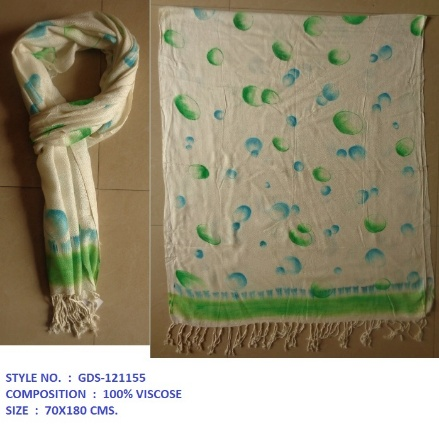 STYLE NO. : GDS-121155
COMPOSITION : 100% VISCOSE
SIZE : 70X180 CMS.